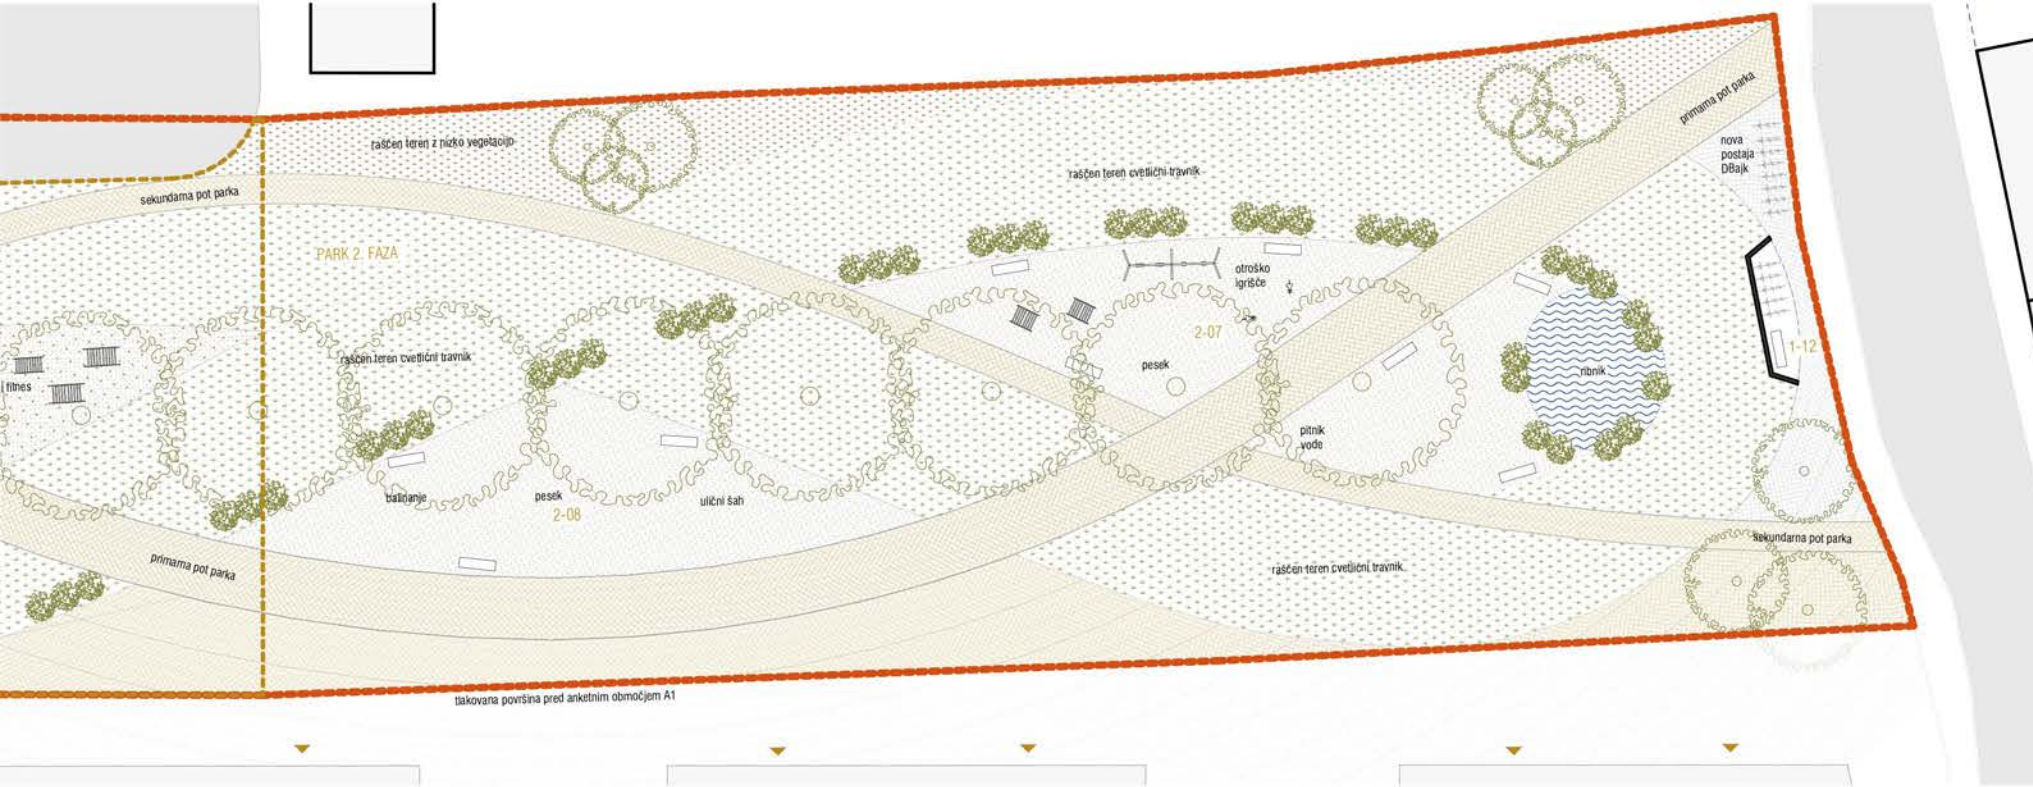 primarna pot parka
nova
postaja
DBajk
raščen teren z nizko vegetacijo
raščen teren cvetlični travnik
sekundarna pot parka
PARK 2. FAZA
otroško
igrišče
2-07
1-12
raščen teren cvetlični travnik
pesek
ribnik
fitnes
pitnik
vode
balinanje
pesek
ulični šah
2-08
sekundarna pot parka
primarna pot parka
raščen teren cvetlični travnik
tlakovana površina pred anketnim območjem A1